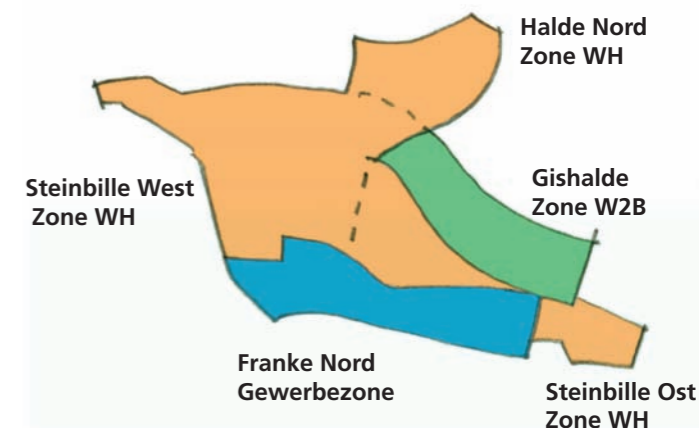 Halde Nord
Zone WH
Steinbille West
Zone WH
Gishalde
Zone W2B
Franke Nord
Gewerbezone
Steinbille Ost
Zone WH